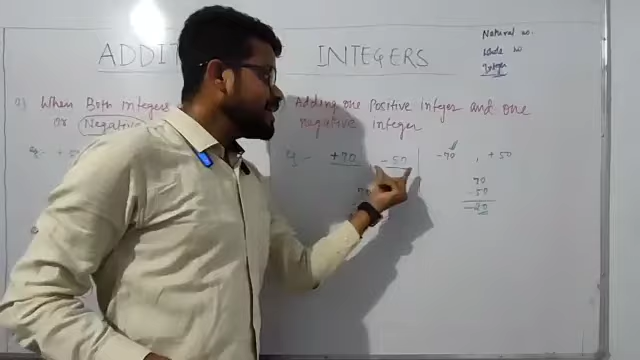 ADDIT INTEGERS
Natural no.
Whole no
Integer
When Both integers
Or Negative
Adding one Positive integer and one
negative integer
eg - +70 -50
-70 , +50
70
-50
-20